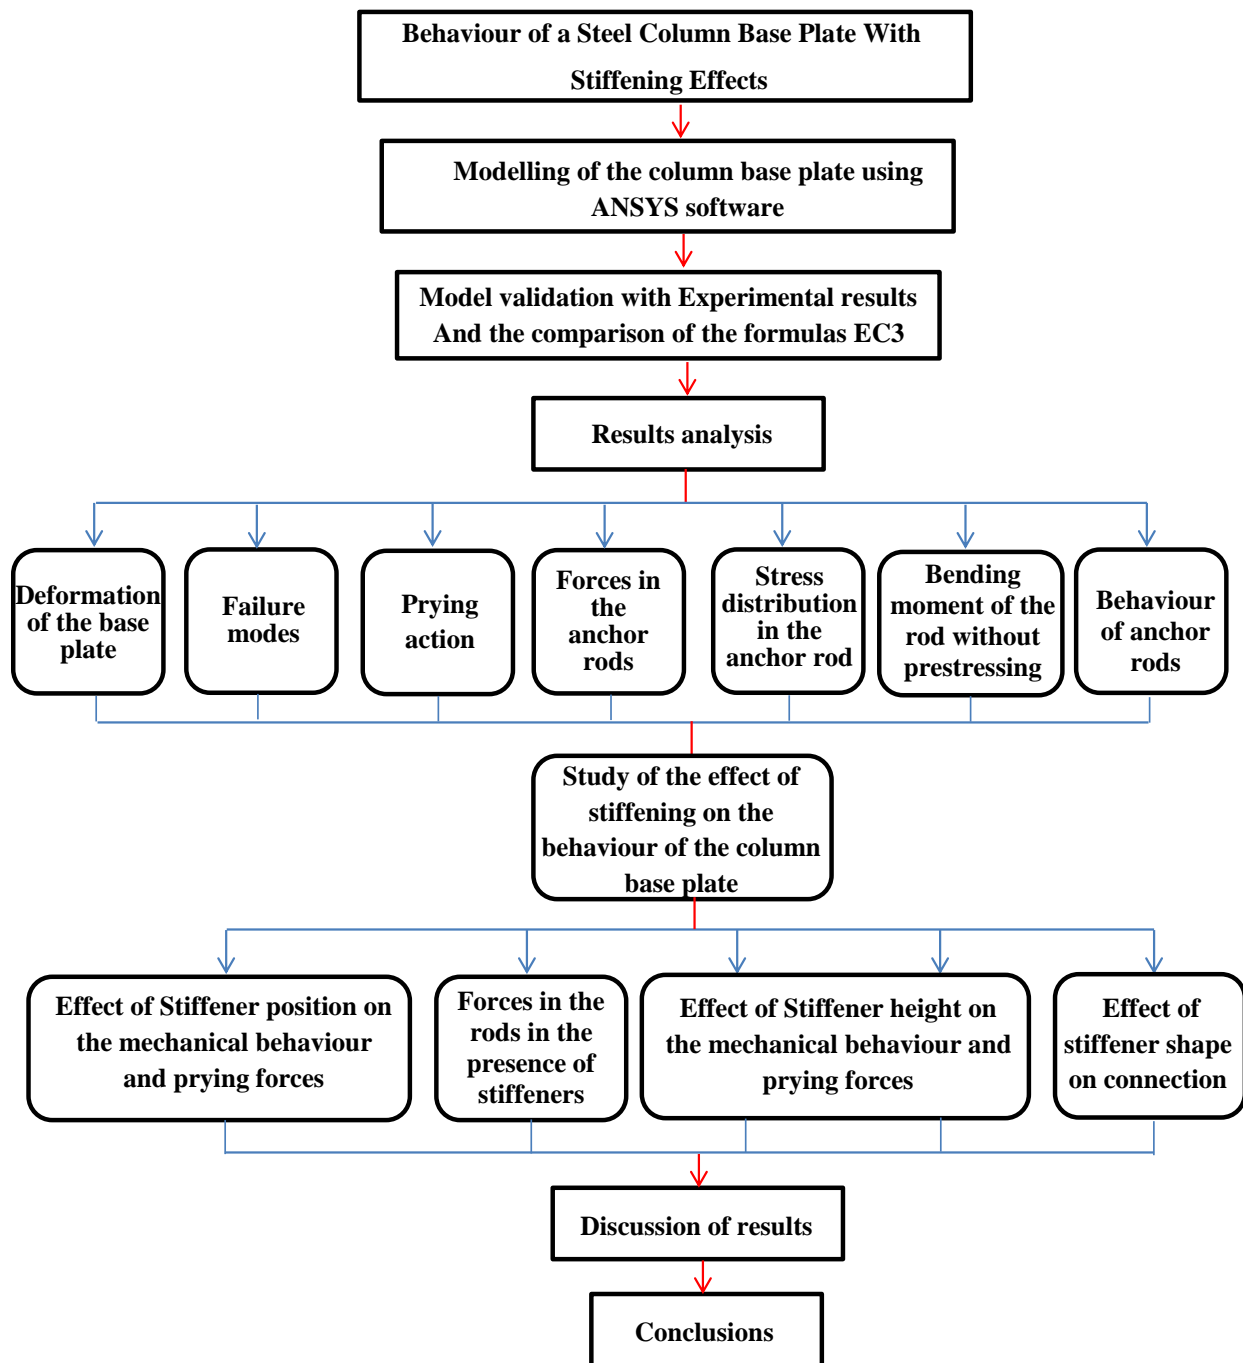 Behaviour of a Steel Column Base Plate With
Stiffening Effects
Modelling of the column base plate using
ANSYS software
Model validation with Experimental results
And the comparison of the formulas EC3
Results analysis
Deformation
of the base
plate
Failure
modes
Prying
action
Forces in
the
anchor
rods
Stress
distribution
in the
anchor rod
Bending
moment of the
rod without
prestressing
Behaviour
of anchor
rods
Study of the effect of
stiffening on the
behaviour of the column
base plate
Effect of Stiffener position on
the mechanical behaviour
and prying forces
Forces in the
rods in the
presence of
stiffeners
Effect of Stiffener height on
the mechanical behaviour and
prying forces
Effect of
stiffener shape
on connection
Discussion of results
Conclusions